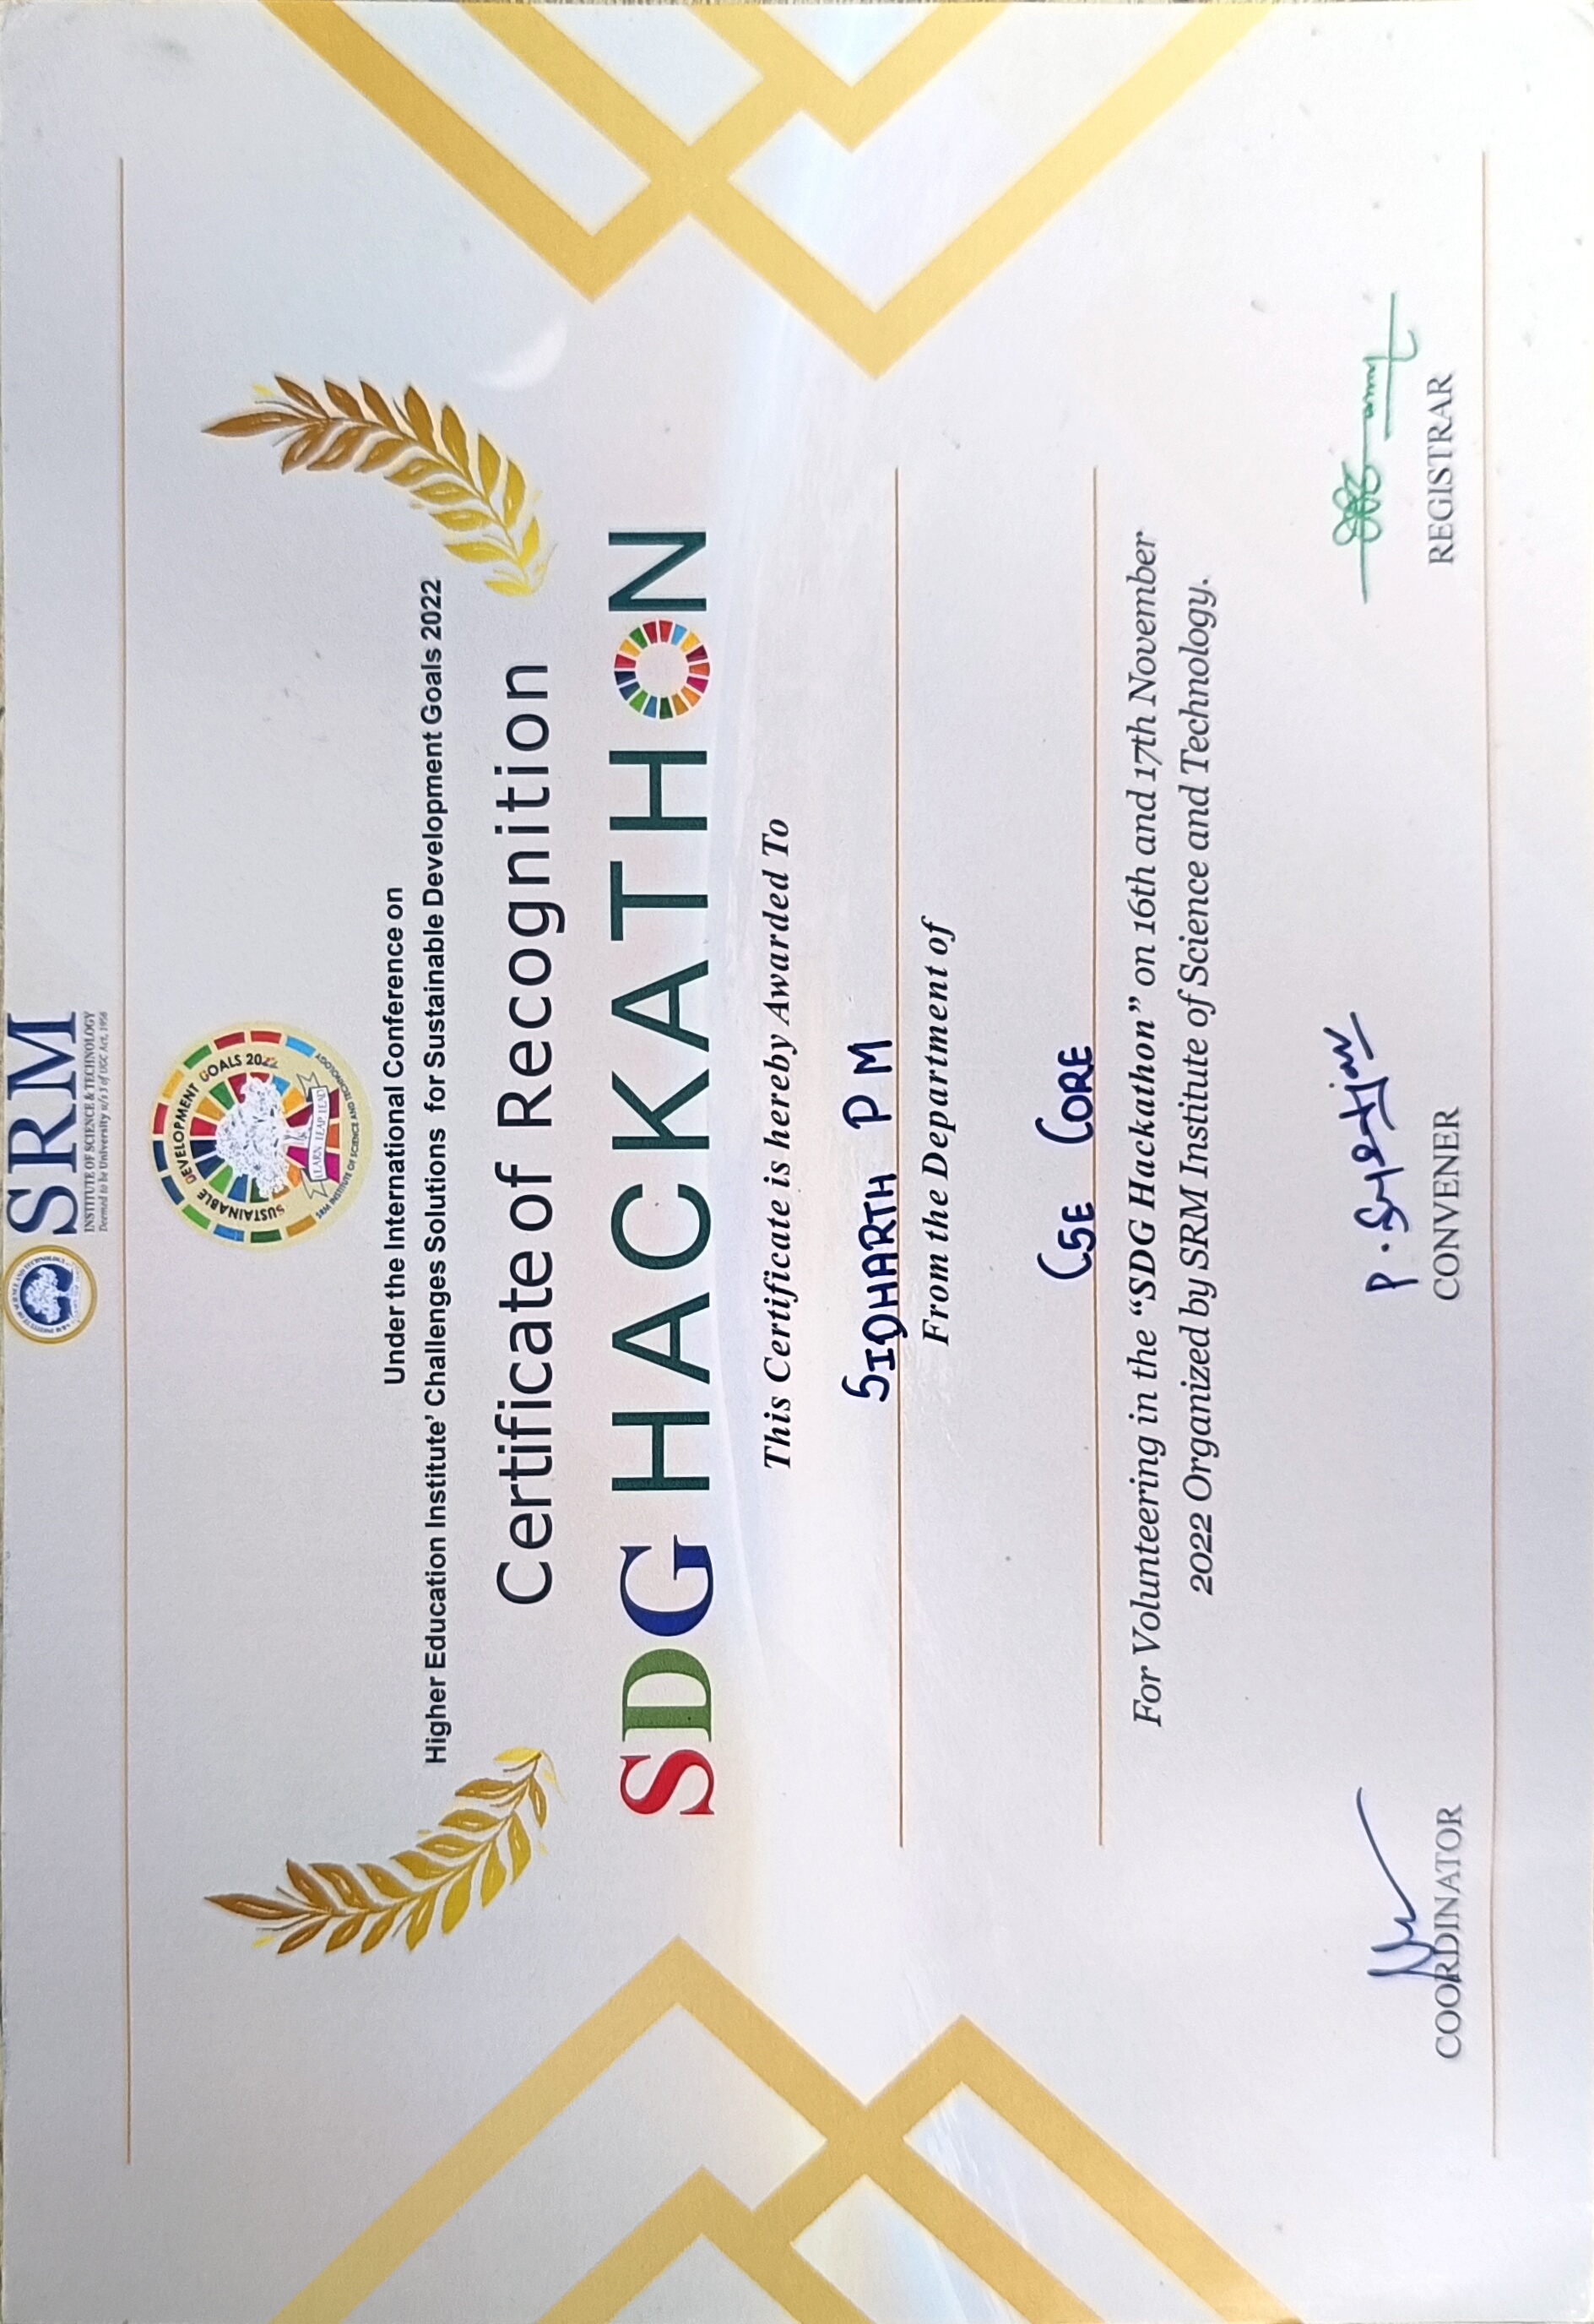 SRM
INSTITUTE OF SCIENCE & TECHNOLOGY
Deemed to be University u/s 3 of UGC Act, 1956
SUSTAINABLE DEVELOPMENT GOALS 2022
LEARN LEAP LEAD
SRM INSTITUTE OF SCIENCE AND TECHNOLOGY
Under the International Conference on
Higher Education Institute’ Challenges Solutions for Sustainable Development Goals 2022
Certificate of Recognition
SDG HACKATHON
This Certificate is hereby Awarded To
SIDHARTH P M
From the Department of
CSE CORE
For Volunteering in the “SDG Hackathon” on 16th and 17th November
2022 Organized by SRM Institute of Science and Technology.
COORDINATOR
CONVENER
REGISTRAR